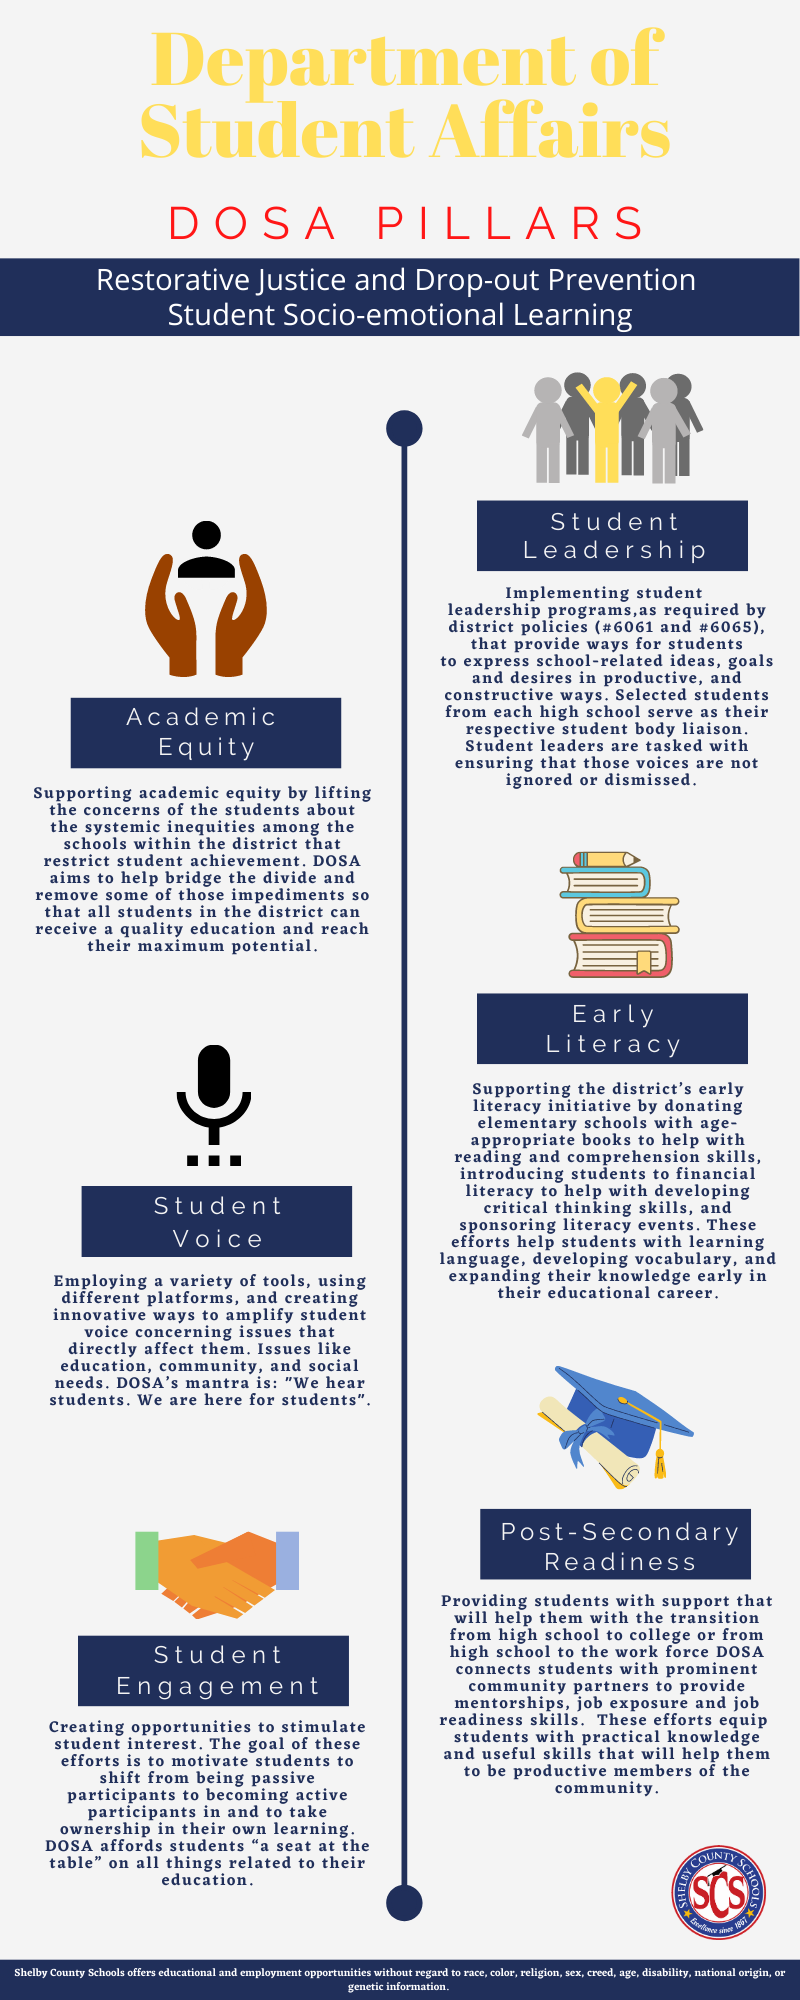 Department of
Student Affairs
DOSA PILLARS
Restorative Justice and Drop-out Prevention
Student Socio-emotional Learning
Student
Leadership
Implementing student
leadership programs,as required by
district policies (#6061 and #6065),
that provide ways for students
to express school-related ideas, goals
and desires in productive, and
constructive ways. Selected students
from each high school serve as their
respective student body liaison.
Student leaders are tasked with
ensuring that those voices are not
ignored or dismissed.
Academic
Equity
Supporting academic equity by lifting
the concerns of the students about
the systemic inequities among the
schools within the district that
restrict student achievement. DOSA
aims to help bridge the divide and
remove some of those impediments so
that all students in the district can
receive a quality education and reach
their maximum potential.
Early
Literacy
Supporting the district's early
literacy initiative by donating
elementary schools with age-
appropriate books to help with
reading and comprehension skills,
introducing students to financial
literacy to help with developing
critical thinking skills, and
sponsoring literacy events. These
efforts help students with learning
language, developing vocabulary, and
expanding their knowledge early in
their educational career.
Student
Voice
Employing a variety of tools, using
different platforms, and creating
innovative ways to amplify student
voice concerning issues that
directly affect them. Issues like
education, community, and social
needs. DOSA's mantra is: "We hear
students. We are here for students".
Post-Secondary
Readiness
Providing students with support that
will help them with the transition
from high school to college or from
high school to the work force DOSA
connects students with prominent
community partners to provide
mentorships, job exposure and job
readiness skills. These efforts equip
students with practical knowledge
and useful skills that will help them
to be productive members of the
community.
Student
Engagement
Creating opportunities to stimulate
student interest. The goal of these
efforts is to motivate students to
shift from being passive
participants to becoming active
participants in and to take
ownership in their own learning.
DOSA affords students “a seat at the
table” on all things related to their
education.
SHELBY COUNTY SCHOOLS
SCS
Excellence since 1867
Shelby County Schools offers educational and employment opportunities without regard to race, color, religion, sex, creed, age, disability, national origin, or
genetic information.